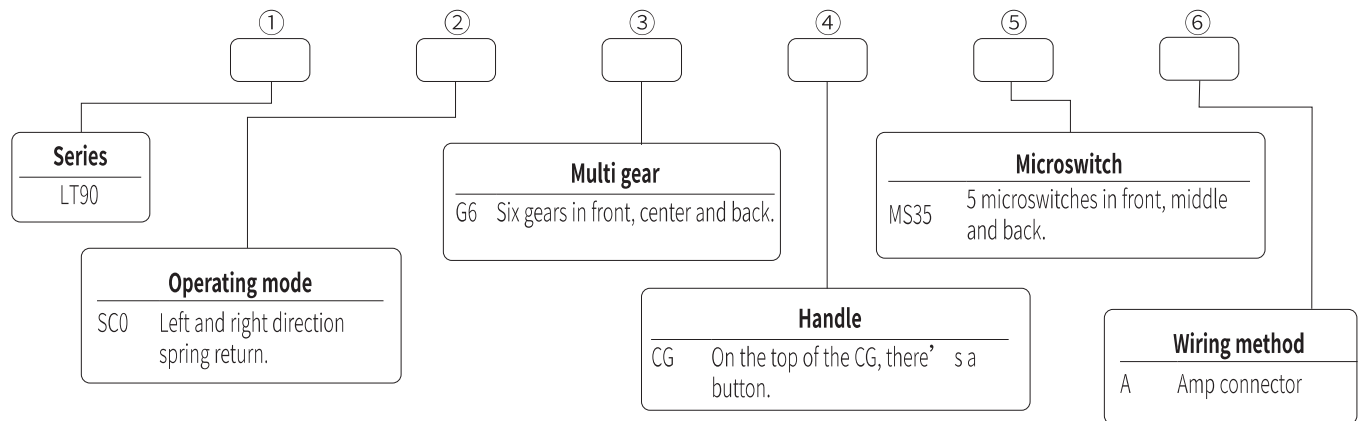 ① ② ③ ④ ⑤ ⑥
Series
LT90
Operating mode
SC0 Left and right direction
spring return.
Multi gear
G6 Six gears in front, center and back.
Handle
CG On the top of the CG, there’ s a
button.
Microswitch
MS35 5 microswitches in front, middle
and back.
Wiring method
A Amp connector